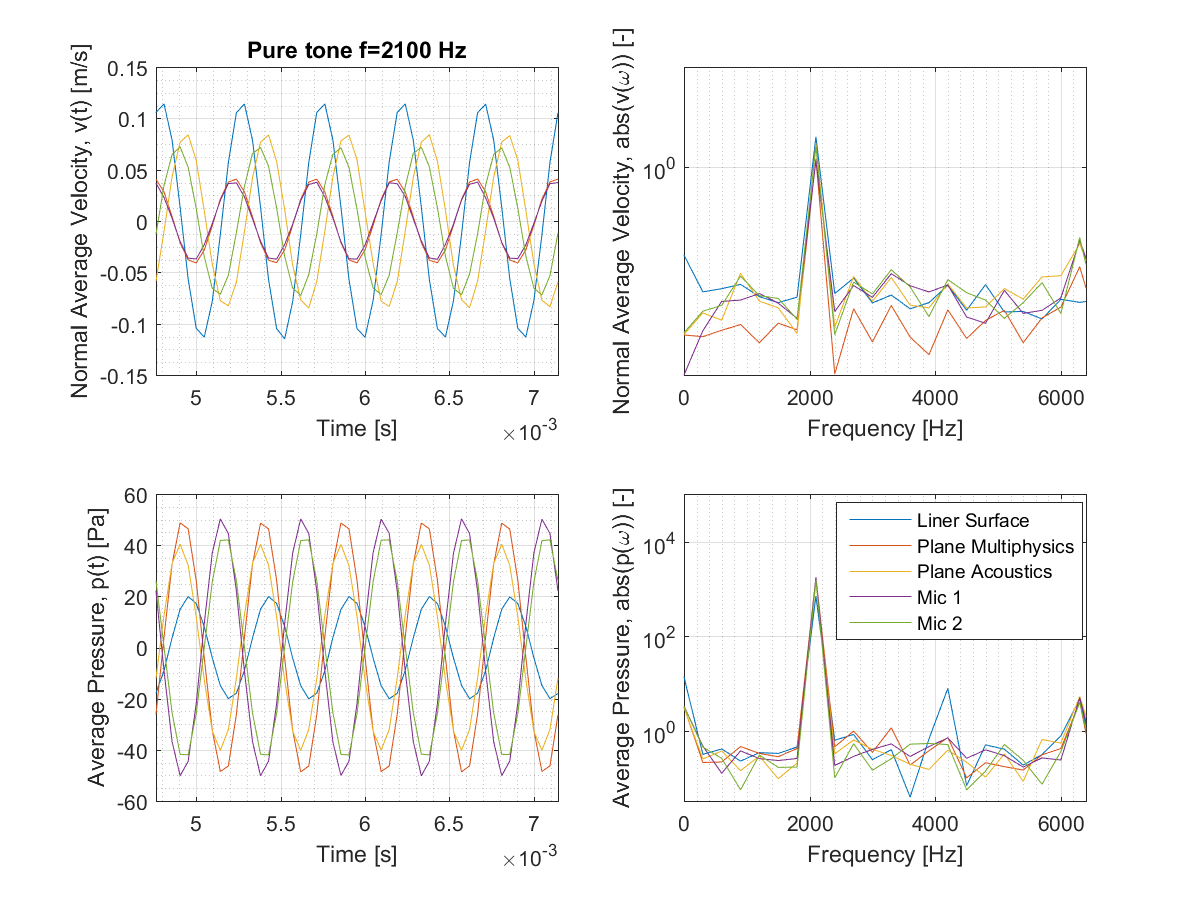 Pure tone f=2100 Hz
Normal Average Velocity, v(t) [m/s]
0.15
0.1
0.05
0
-0.05
-0.1
-0.15
5
5.5
6
6.5
7
Time [s]
×10-3
Normal Average Velocity, abs(v(ω)) [-]
100
0
2000
4000
6000
Frequency [Hz]
Average Pressure, p(t) [Pa]
60
40
20
0
-20
-40
-60
5
5.5
6
6.5
7
Time [s]
×10-3
Average Pressure, abs(p(ω)) [-]
104
102
100
0
2000
4000
6000
Frequency [Hz]
Liner Surface
Plane Multiphysics
Plane Acoustics
Mic 1
Mic 2